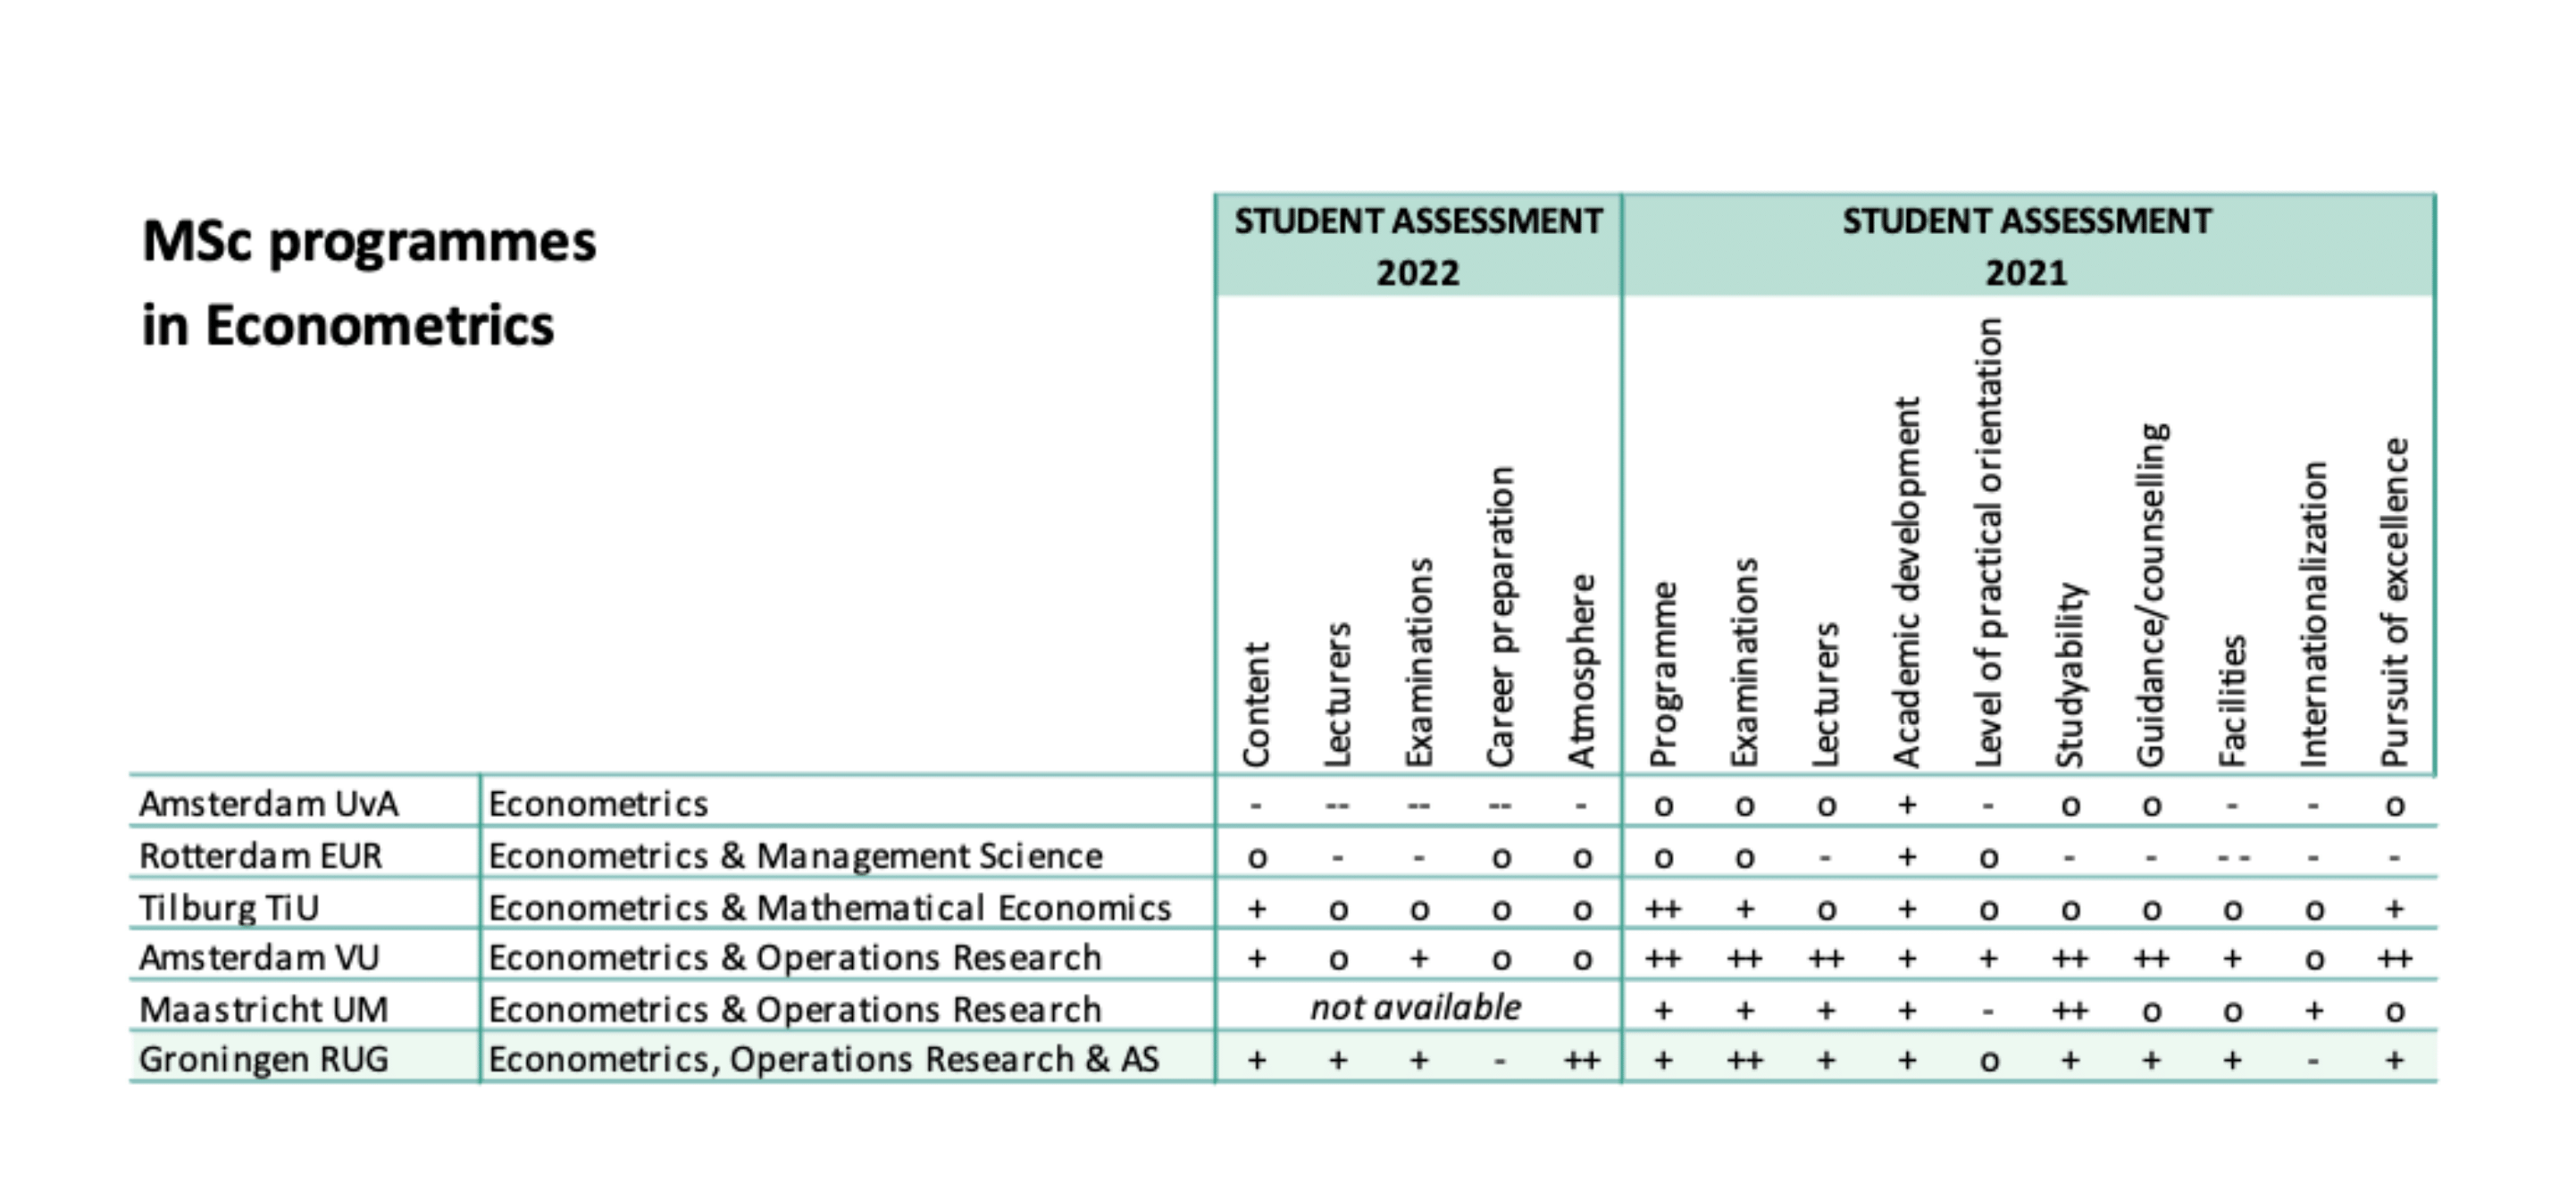 MSc programmes
in Econometrics
STUDENT ASSESSMENT
2022
STUDENT ASSESSMENT
2021
Content
Lecturers
Examinations
Career preparation
Atmosphere
Programme
Examinations
Lecturers
Academic development
Level of practical orientation
Studyability
Guidance/counselling
Facilities
Internationalization
Pursuit of excellence
Amsterdam UvA Econometrics - -- -- -- - o o o + - o o - - o
Rotterdam EUR Econometrics & Management Science o - - o o o o - + o - - - - - -
Tilburg TiU Econometrics & Mathematical Economics + o o o o ++ + o + o o o o o +
Amsterdam VU Econometrics & Operations Research + o + o o ++ ++ ++ + + ++ ++ + o ++
Maastricht UM Econometrics & Operations Research not available + + + + - ++ o o + o
Groningen RUG Econometrics, Operations Research & AS + + + - ++ + ++ + + o + + + - +